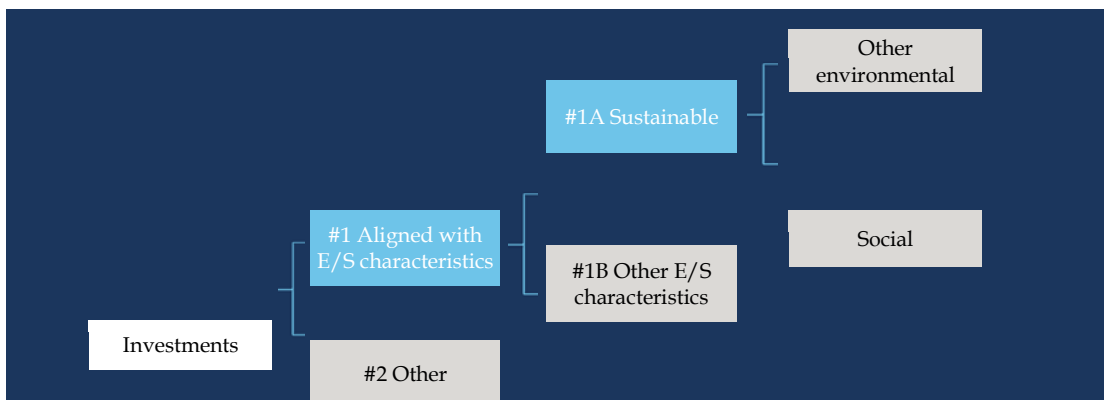 Other
environmental
#1A Sustainable
#1 Aligned with
E/S characteristics
Social
#1B Other E/S
characteristics
Investments
#2 Other